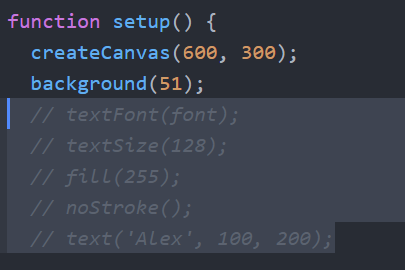 function setup() {
  createCanvas(600, 300);
  background(51);
  // textFont(font);
  // textSize(128);
  // fill(255);
  // noStroke();
  // text('Alex', 100, 200);